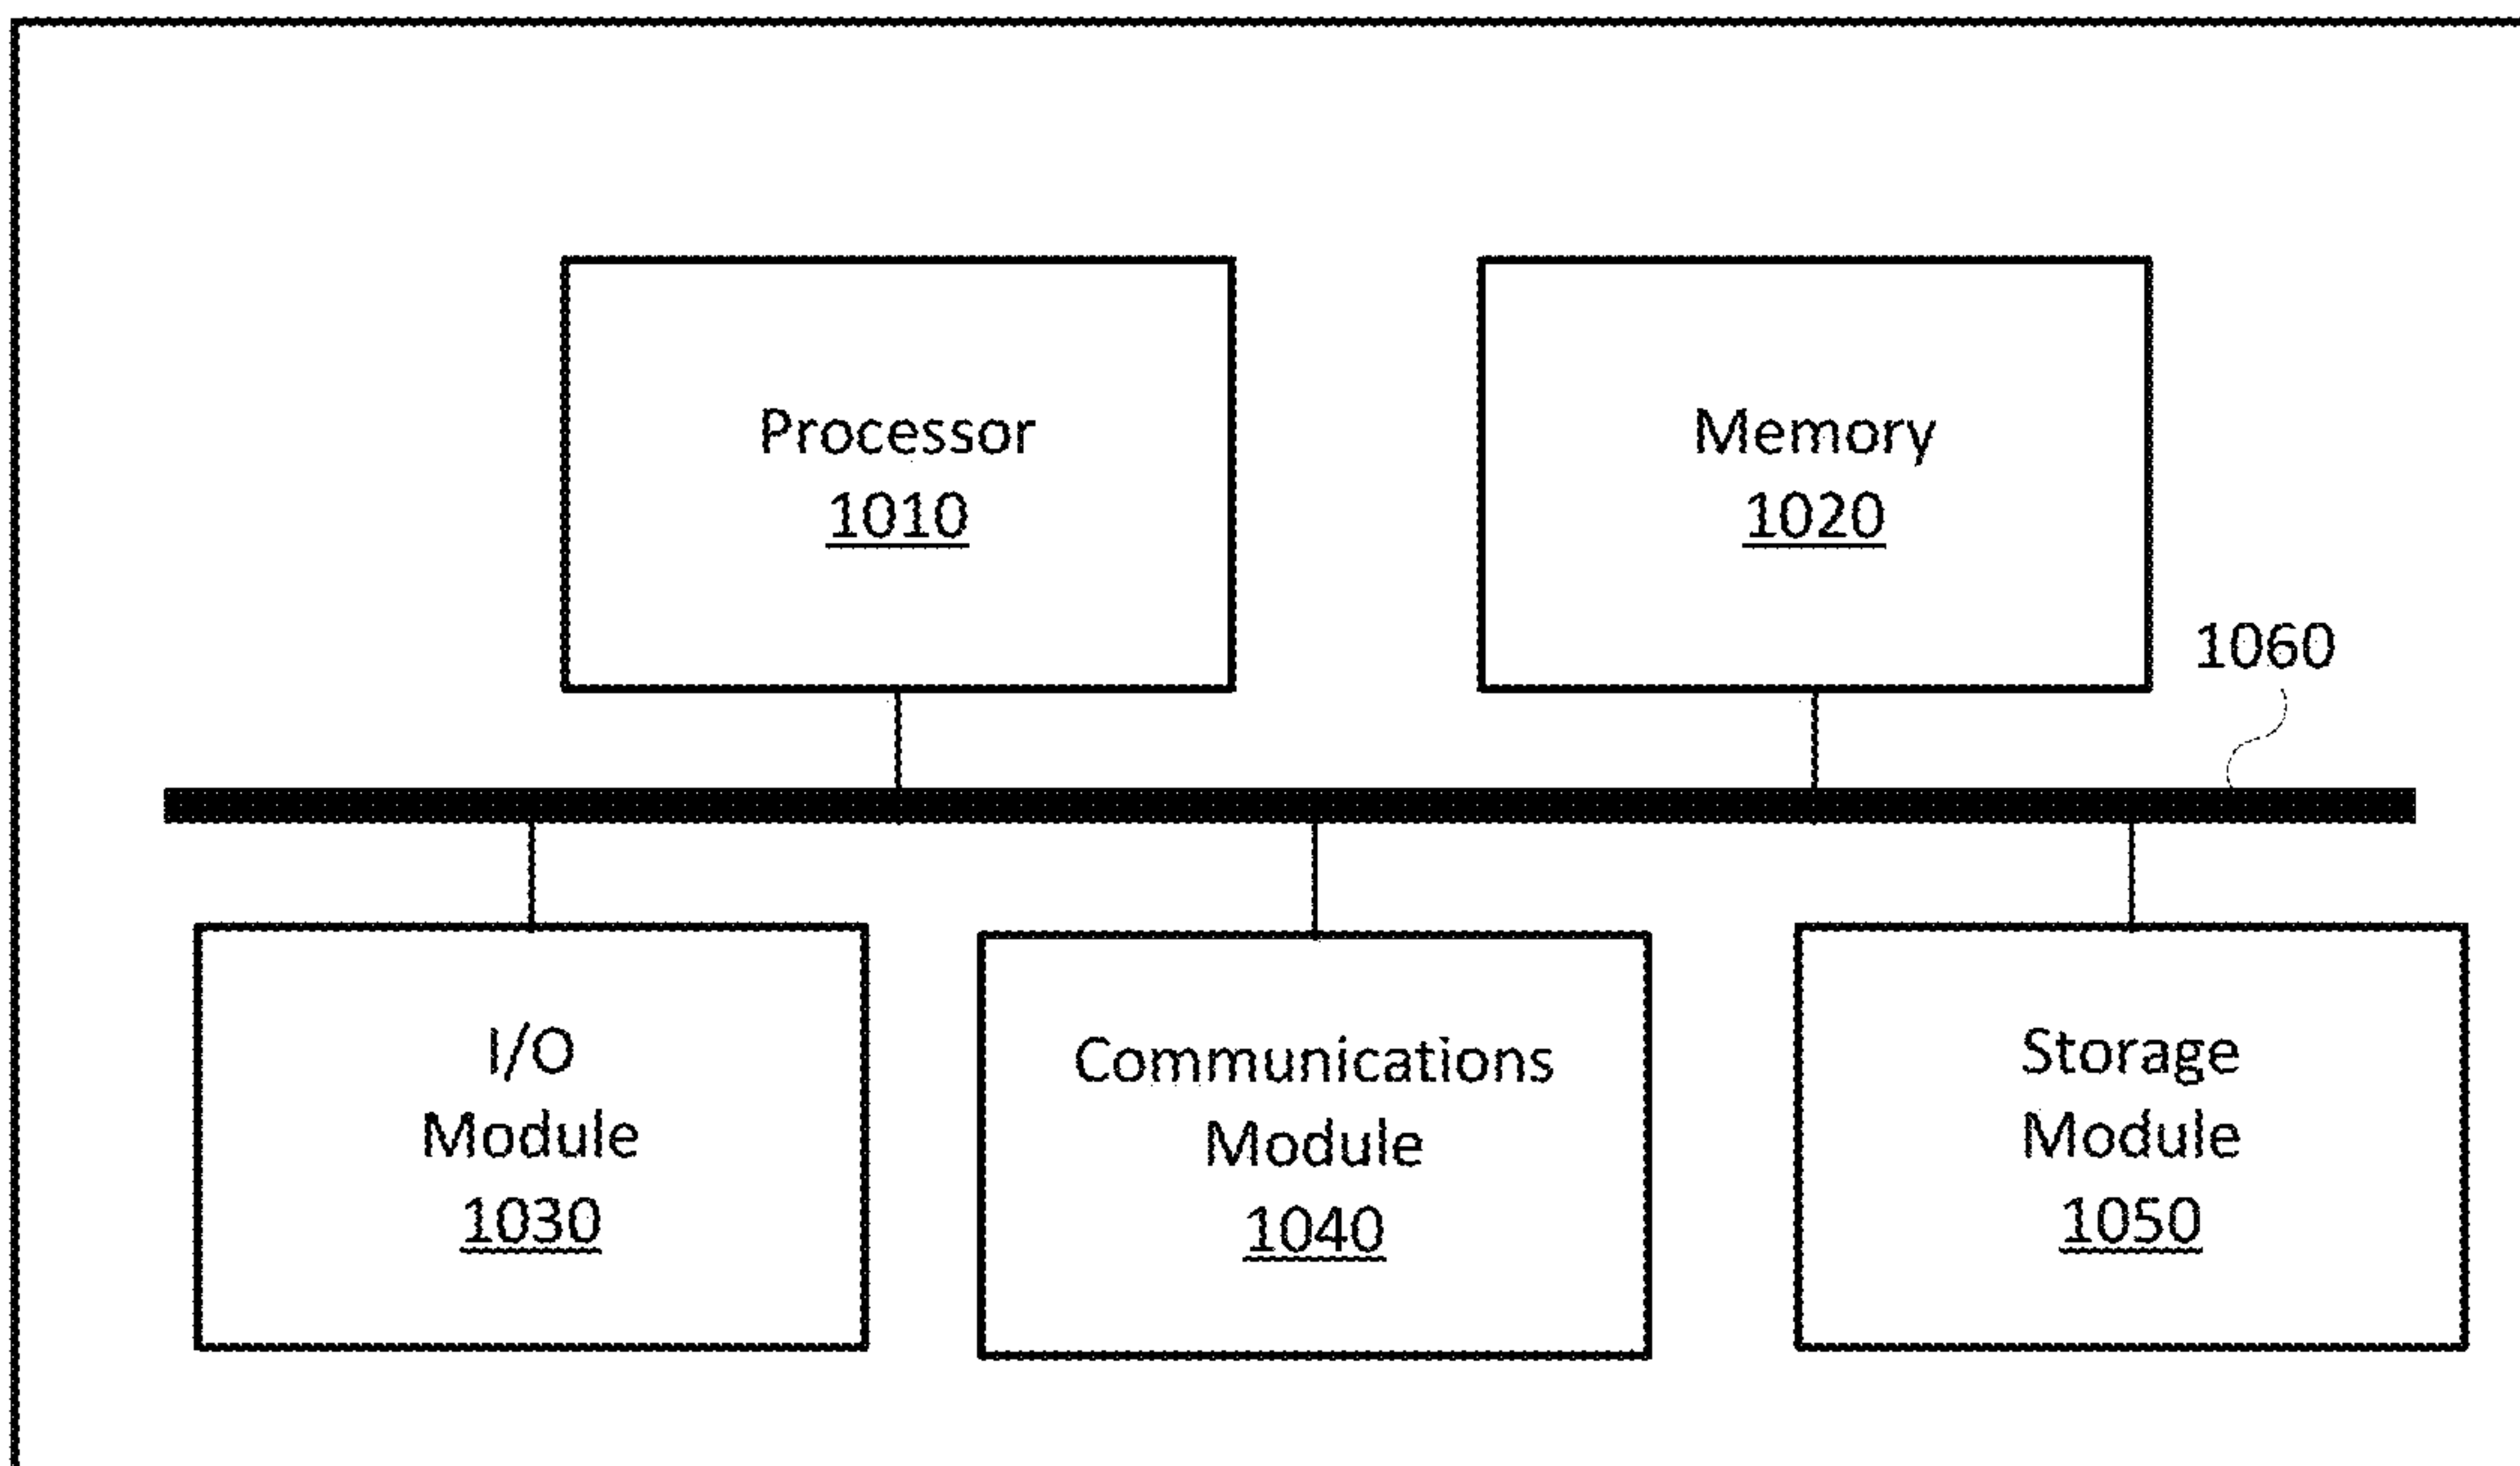 Processor
1010
Memory
1020
1060
I/O
Module
1030
Communications
Module
1040
Storage
Module
1050